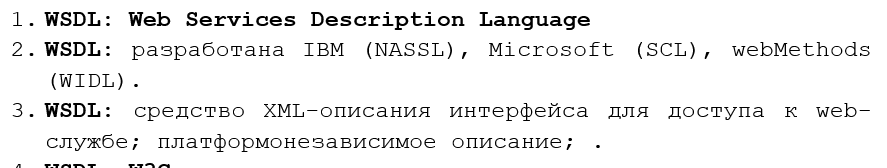 1. WSDL: Web Services Description Language
2. WSDL: разработана IBM (NASSL), Microsoft (SCL), webMethods
(WIDL).
3. WSDL: средство XML-описания интерфейса для доступа к web-
службе; платформонезависимое описание; .
4. WSDL: W3C